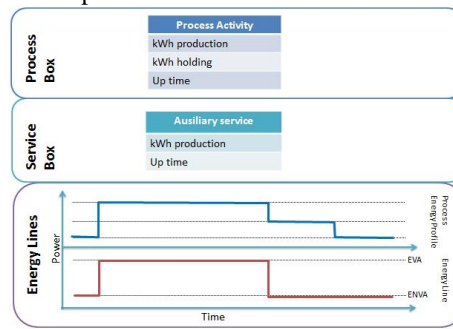 Process Box
Process Activity
kWh production
kWh holding
Up time
Service Box
Ausiliary service
kWh production
Up time
Energy Lines
Power
Process Energy Profile
EVA
Energy Line
ENVA
Time